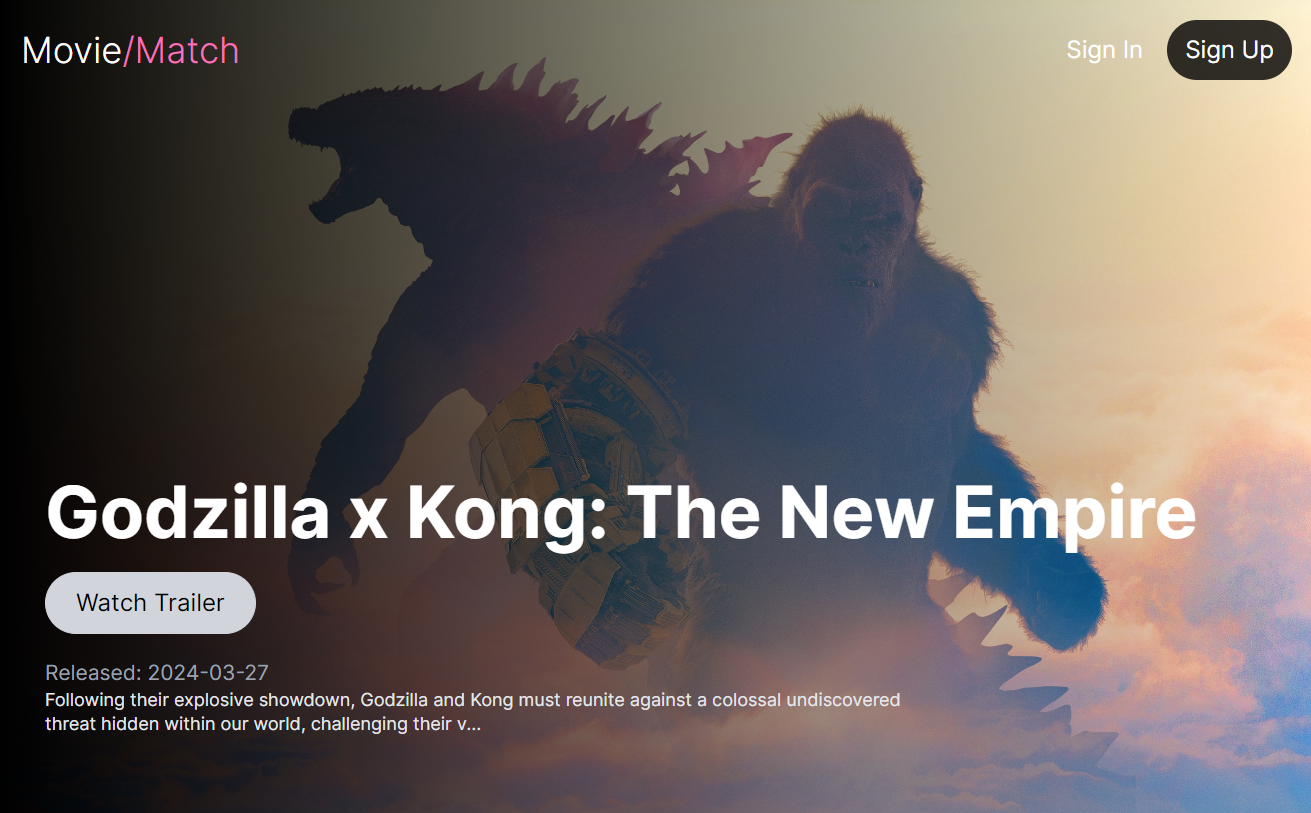 Movie/Match
Sign In
Sign Up
Godzilla x Kong: The New Empire
Watch Trailer
Released: 2024-03-27
Following their explosive showdown, Godzilla and Kong must reunite against a colossal undiscovered
threat hidden within our world, challenging their v...